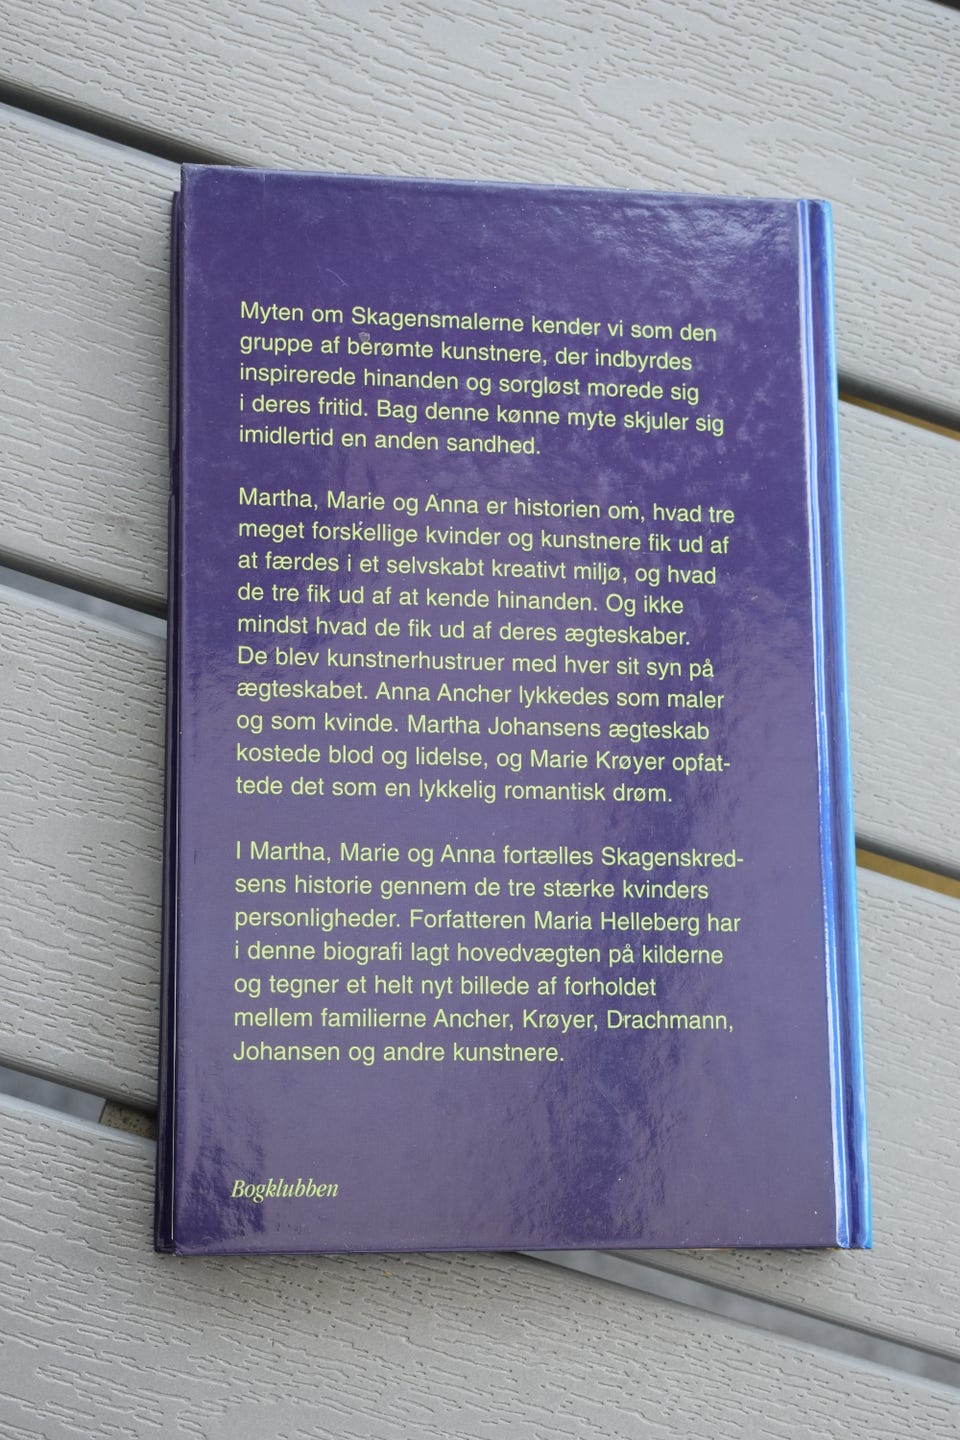 Myten om Skagensmalerne kender vi som den
gruppe af berømte kunstnere, der indbyrdes
inspirerede hinanden og sorgløst morede sig
i deres fritid. Bag denne kønne myte skjuler sig
imidlertid en anden sandhed.
Martha, Marie og Anna er historien om, hvad tre
meget forskellige kvinder og kunstnere fik ud af
at færdes i et selvskabt kreativt miljø, og hvad
de tre fik ud af at kende hinanden. Og ikke
mindst hvad de fik ud af deres ægteskaber.
De blev kunstnerhustruer med hver sit syn på
ægteskabet. Anna Ancher lykkedes som maler
og som kvinde. Martha Johansens ægteskab
kostede blod og lidelse, og Marie Krøyer opfat-
tede det som en lykkelig romantisk drøm.
I Martha, Marie og Anna fortælles Skagenskred-
sens historie gennem de tre stærke kvinders
personligheder. Forfatteren Maria Helleberg har
i denne biografi lagt hovedvægten på kilderne
og tegner et helt nyt billede af forholdet
mellem familierne Ancher, Krøyer, Drachmann,
Johansen og andre kunstnere.
Bogklubben